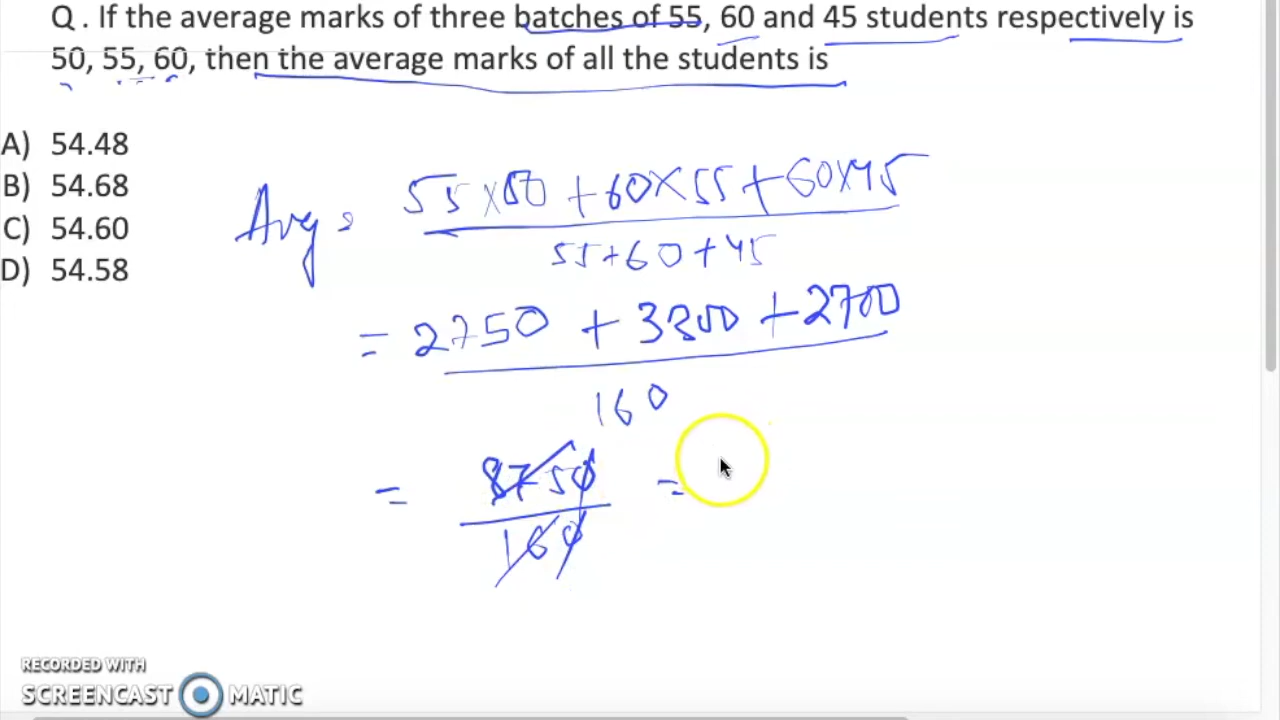 Q . If the average marks of three batches of 55, 60 and 45 students respectively is
50, 55, 60, then the average marks of all the students is
A) 54.48
B) 54.68
C) 54.60
D) 54.58
Avg = 55×50 + 60×55 + 60×45
55+60+45
= 2750 + 3300 + 2700
160
= 8750 =
160
RECORDED WITH
SCREENCAST MATIC